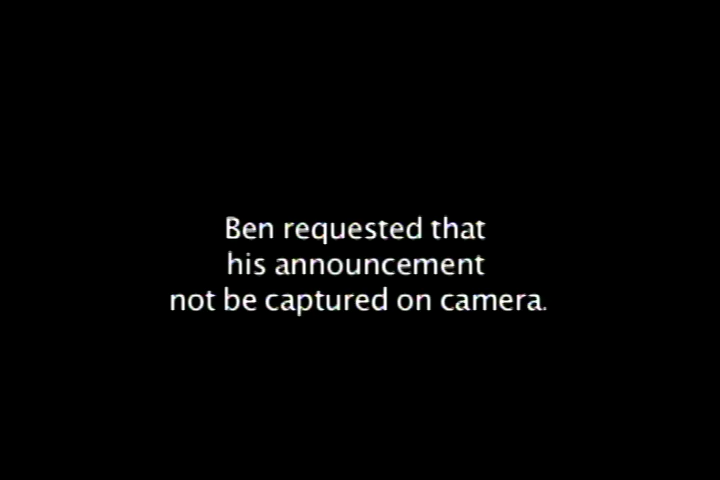 Ben requested that
his announcement
not be captured on camera.